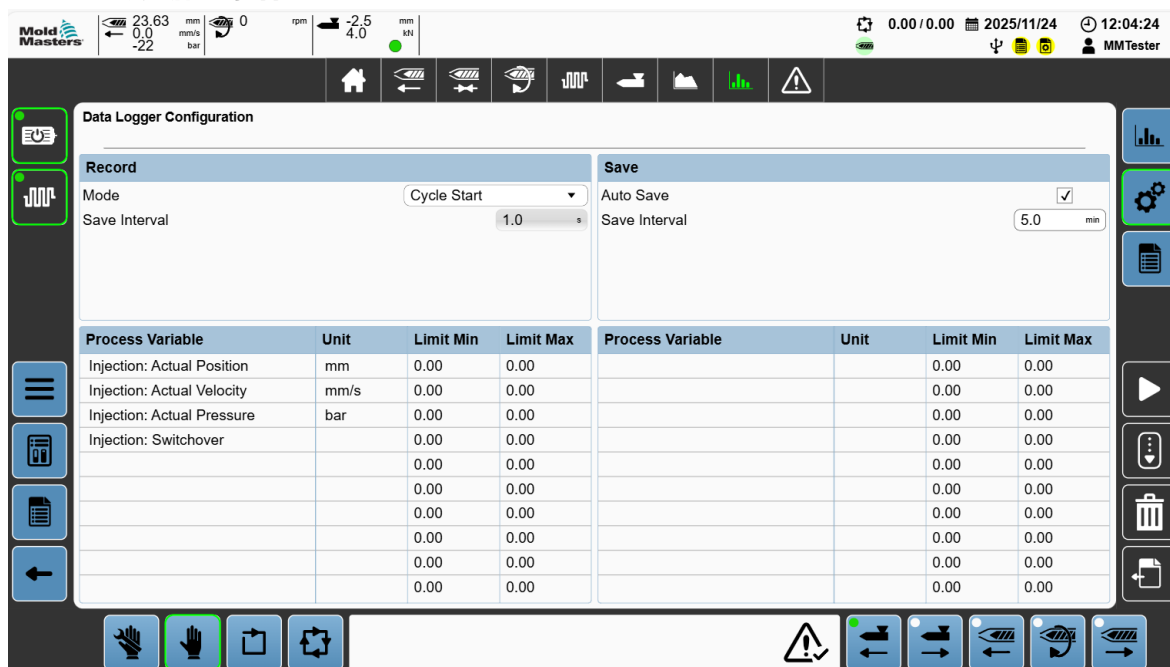 Mold Masters
23.63 mm
0.0 mm/s
-22 bar
0 rpm
-2.5 mm
4.0 kN
0.00 / 0.00
2025/11/24
12:04:24
MMTester
Data Logger Configuration
Record
Mode Cycle Start
Save Interval 1.0 s
Save
Auto Save
Save Interval 5.0 min
Process Variable Unit Limit Min Limit Max Process Variable Unit Limit Min Limit Max
Injection: Actual Position mm 0.00 0.00 0.00 0.00
Injection: Actual Velocity mm/s 0.00 0.00 0.00 0.00
Injection: Actual Pressure bar 0.00 0.00 0.00 0.00
Injection: Switchover 0.00 0.00 0.00 0.00
0.00 0.00 0.00 0.00
0.00 0.00 0.00 0.00
0.00 0.00 0.00 0.00
0.00 0.00 0.00 0.00
0.00 0.00 0.00 0.00
0.00 0.00 0.00 0.00